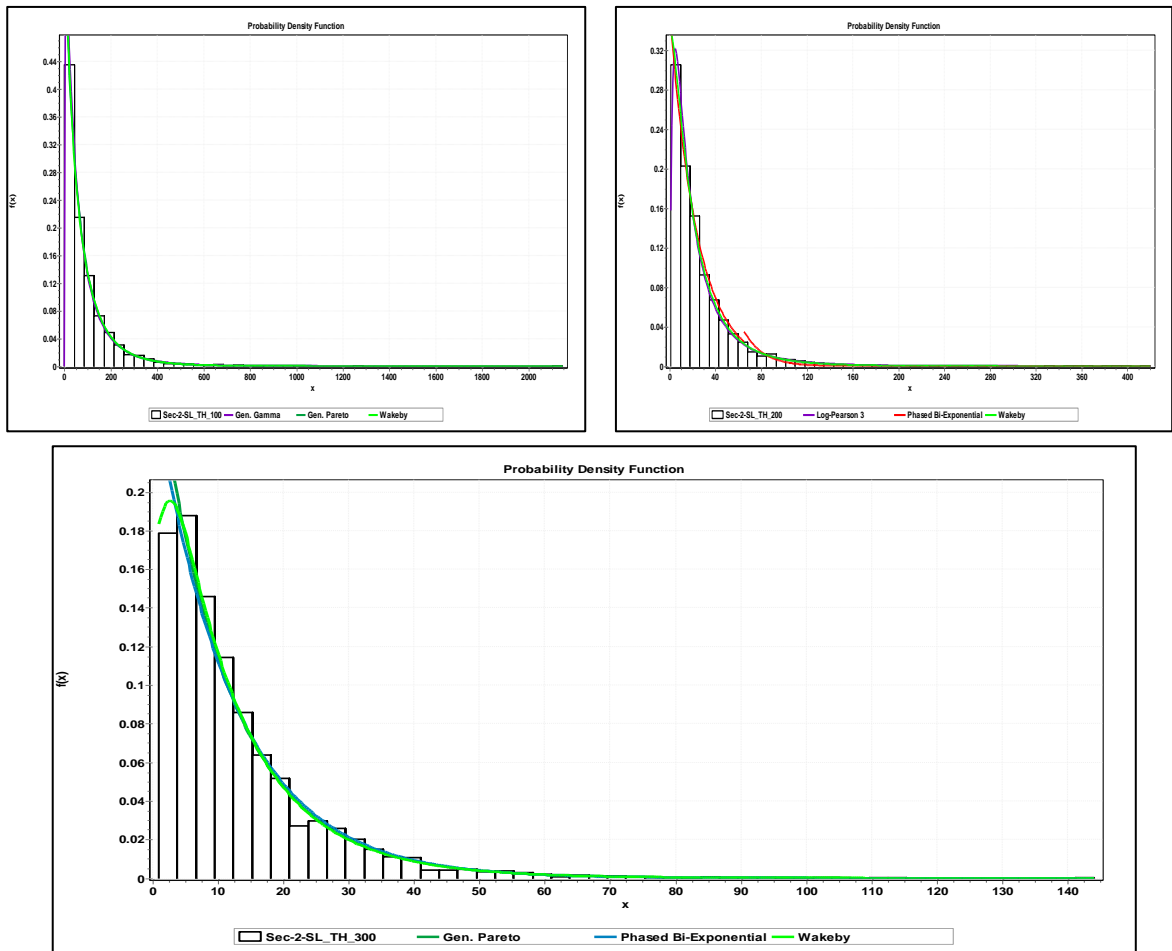 Probability Density Function
f(x)
0.44
0.4
0.36
0.32
0.28
0.24
0.2
0.16
0.12
0.08
0.04
0
0 200 400 600 800 1000 1200 1400 1600 1800 2000
x
Sec-2-SL_TH_100 Gen. Gamma Gen. Pareto Wakeby
Probability Density Function
f(x)
0.32
0.28
0.24
0.2
0.16
0.12
0.08
0.04
0
0 40 80 120 160 200 240 280 320 360 400
x
Sec-2-SL_TH_200 Log-Pearson 3 Phased Bi-Exponential Wakeby
Probability Density Function
f(x)
0.2
0.18
0.16
0.14
0.12
0.1
0.08
0.06
0.04
0.02
0
0 10 20 30 40 50 60 70 80 90 100 110 120 130 140
x
Sec-2-SL_TH_300 Gen. Pareto Phased Bi-Exponential Wakeby